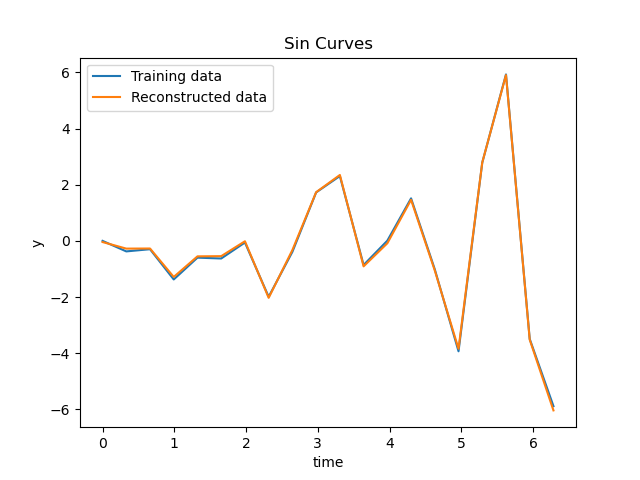 Sin Curves
Training data
Reconstructed data
6
4
2
0
−2
−4
−6
y
0 1 2 3 4 5 6
time